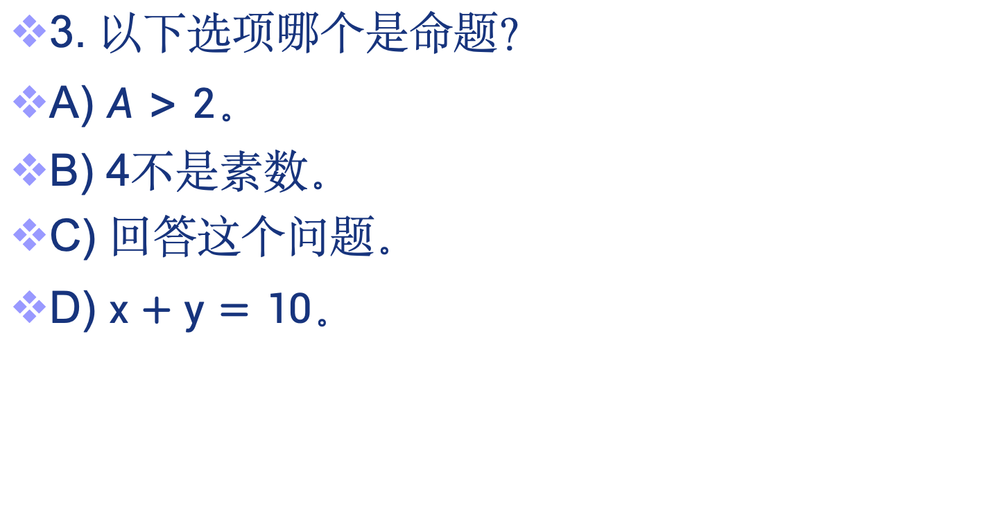 ❖3. 以下选项哪个是命题?
❖A) A > 2。
❖B) 4不是素数。
❖C) 回答这个问题。
❖D) x + y = 10。